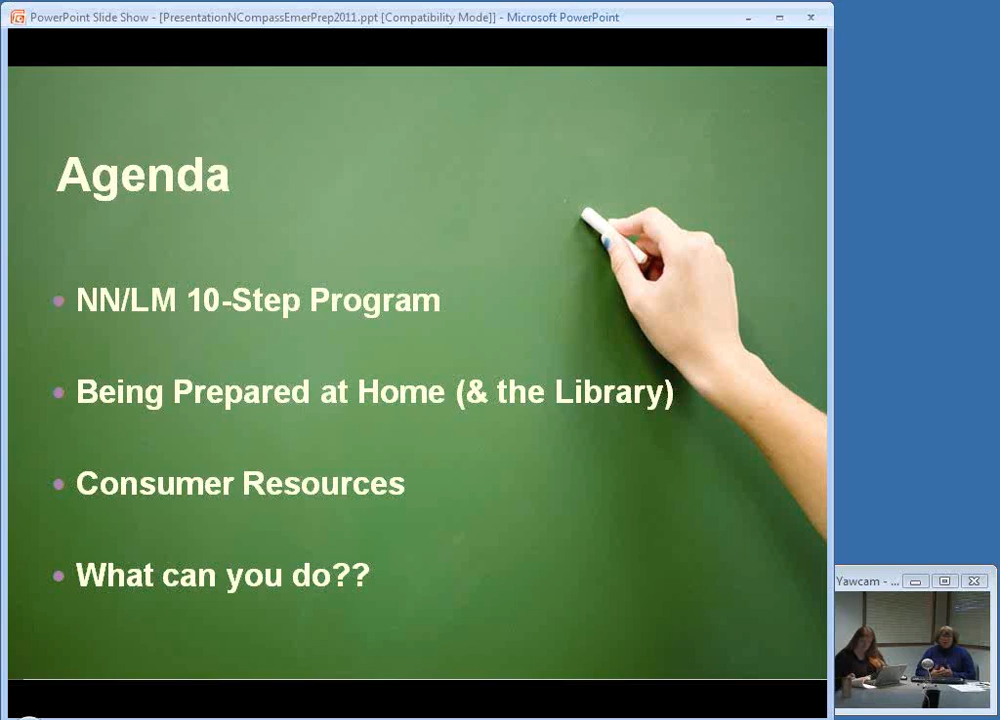 PowerPoint Slide Show - [PresentationNCompassEmerPrep2011.ppt [Compatibility Mode]] - Microsoft PowerPoint
Agenda
• NN/LM 10-Step Program
• Being Prepared at Home (& the Library)
• Consumer Resources
• What can you do??
Yawcam - ...